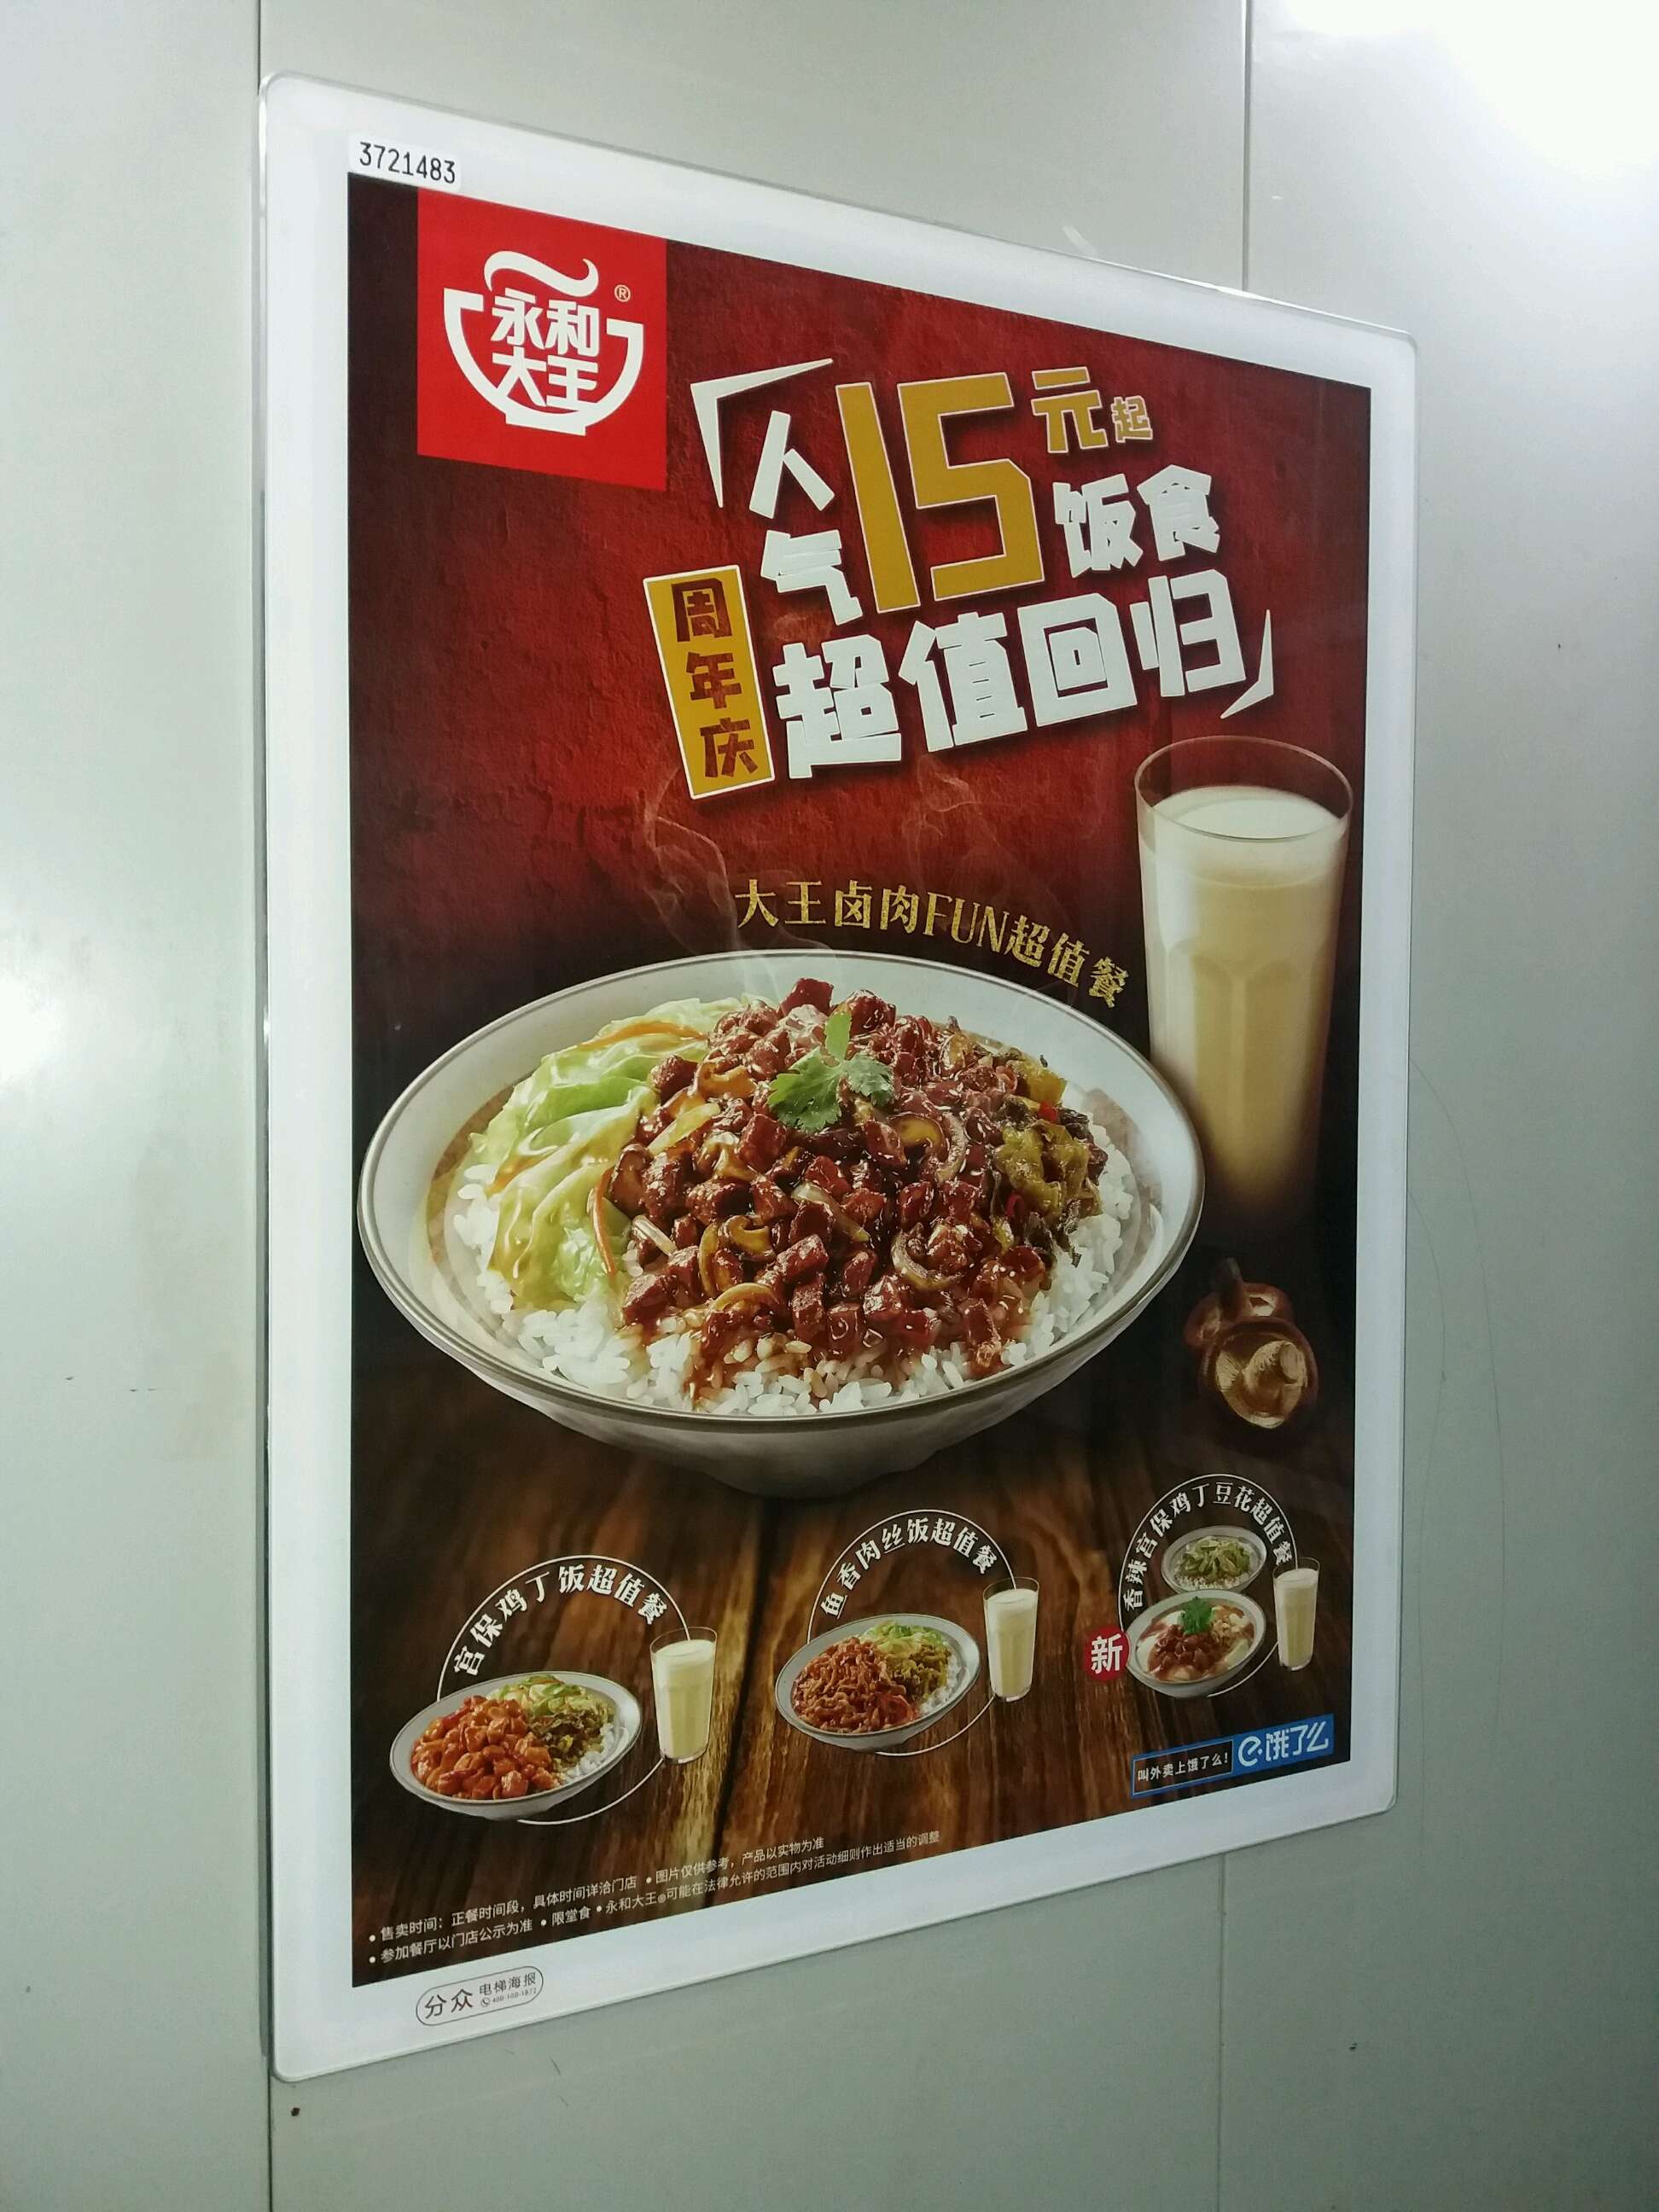 3721483
永和
大王
®
人气15元起
饭食
超值回归
周年庆
大王卤肉FUN超值餐
宫保鸡丁饭超值餐
鱼香肉丝饭超值餐
香辣宫保鸡丁豆花超值餐
新
叫外卖上饿了么!
e·饿了么
• 售卖时间：正餐时间段，具体时间详洽门店 • 图片仅供参考，产品以实物为准
• 参加餐厅以门店公示为准 • 限堂食 • 永和大王®可能在法律允许的范围内对活动细则作出适当的调整
分众 电梯海报